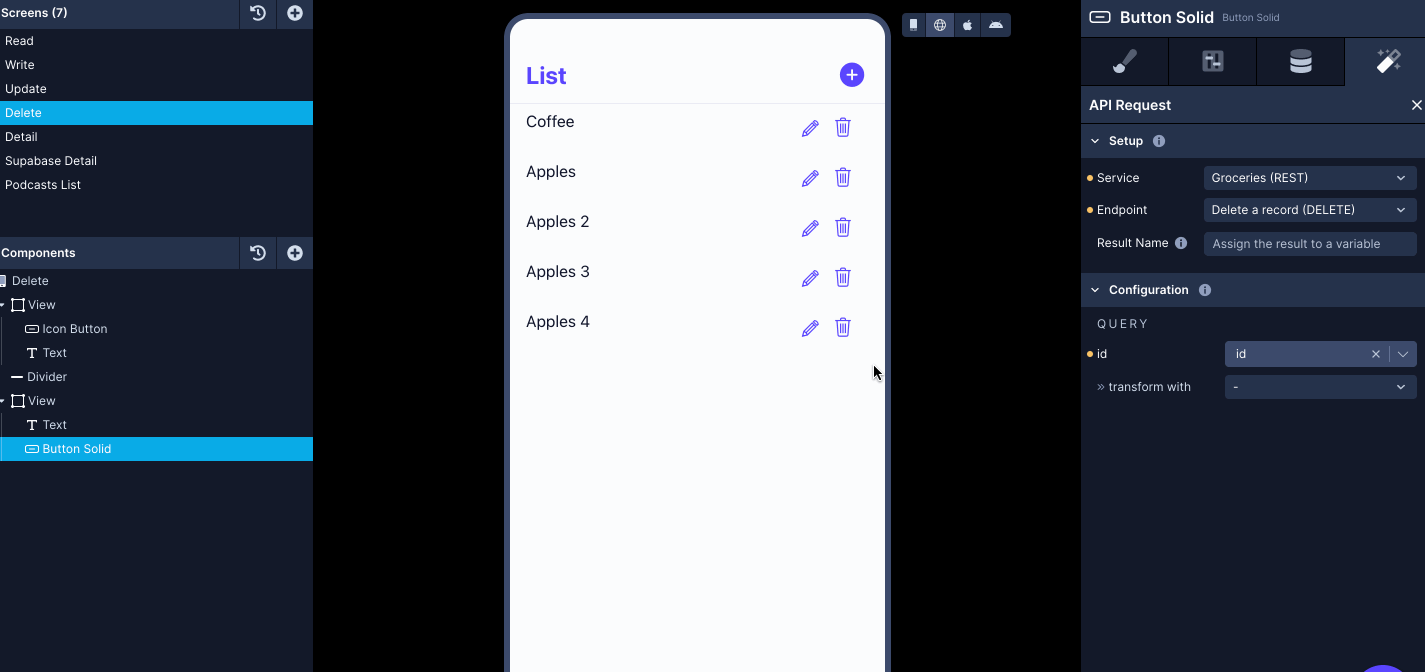 Screens (7)
Read
Write
Update
Delete
Detail
Supabase Detail
Podcasts List
Components
Delete
View
Icon Button
Text
Divider
View
Text
Button Solid
List
Coffee
Apples
Apples 2
Apples 3
Apples 4
Button Solid Button Solid
API Request
Setup
Service Groceries (REST)
Endpoint Delete a record (DELETE)
Result Name Assign the result to a variable
Configuration
QUERY
id id
» transform with -